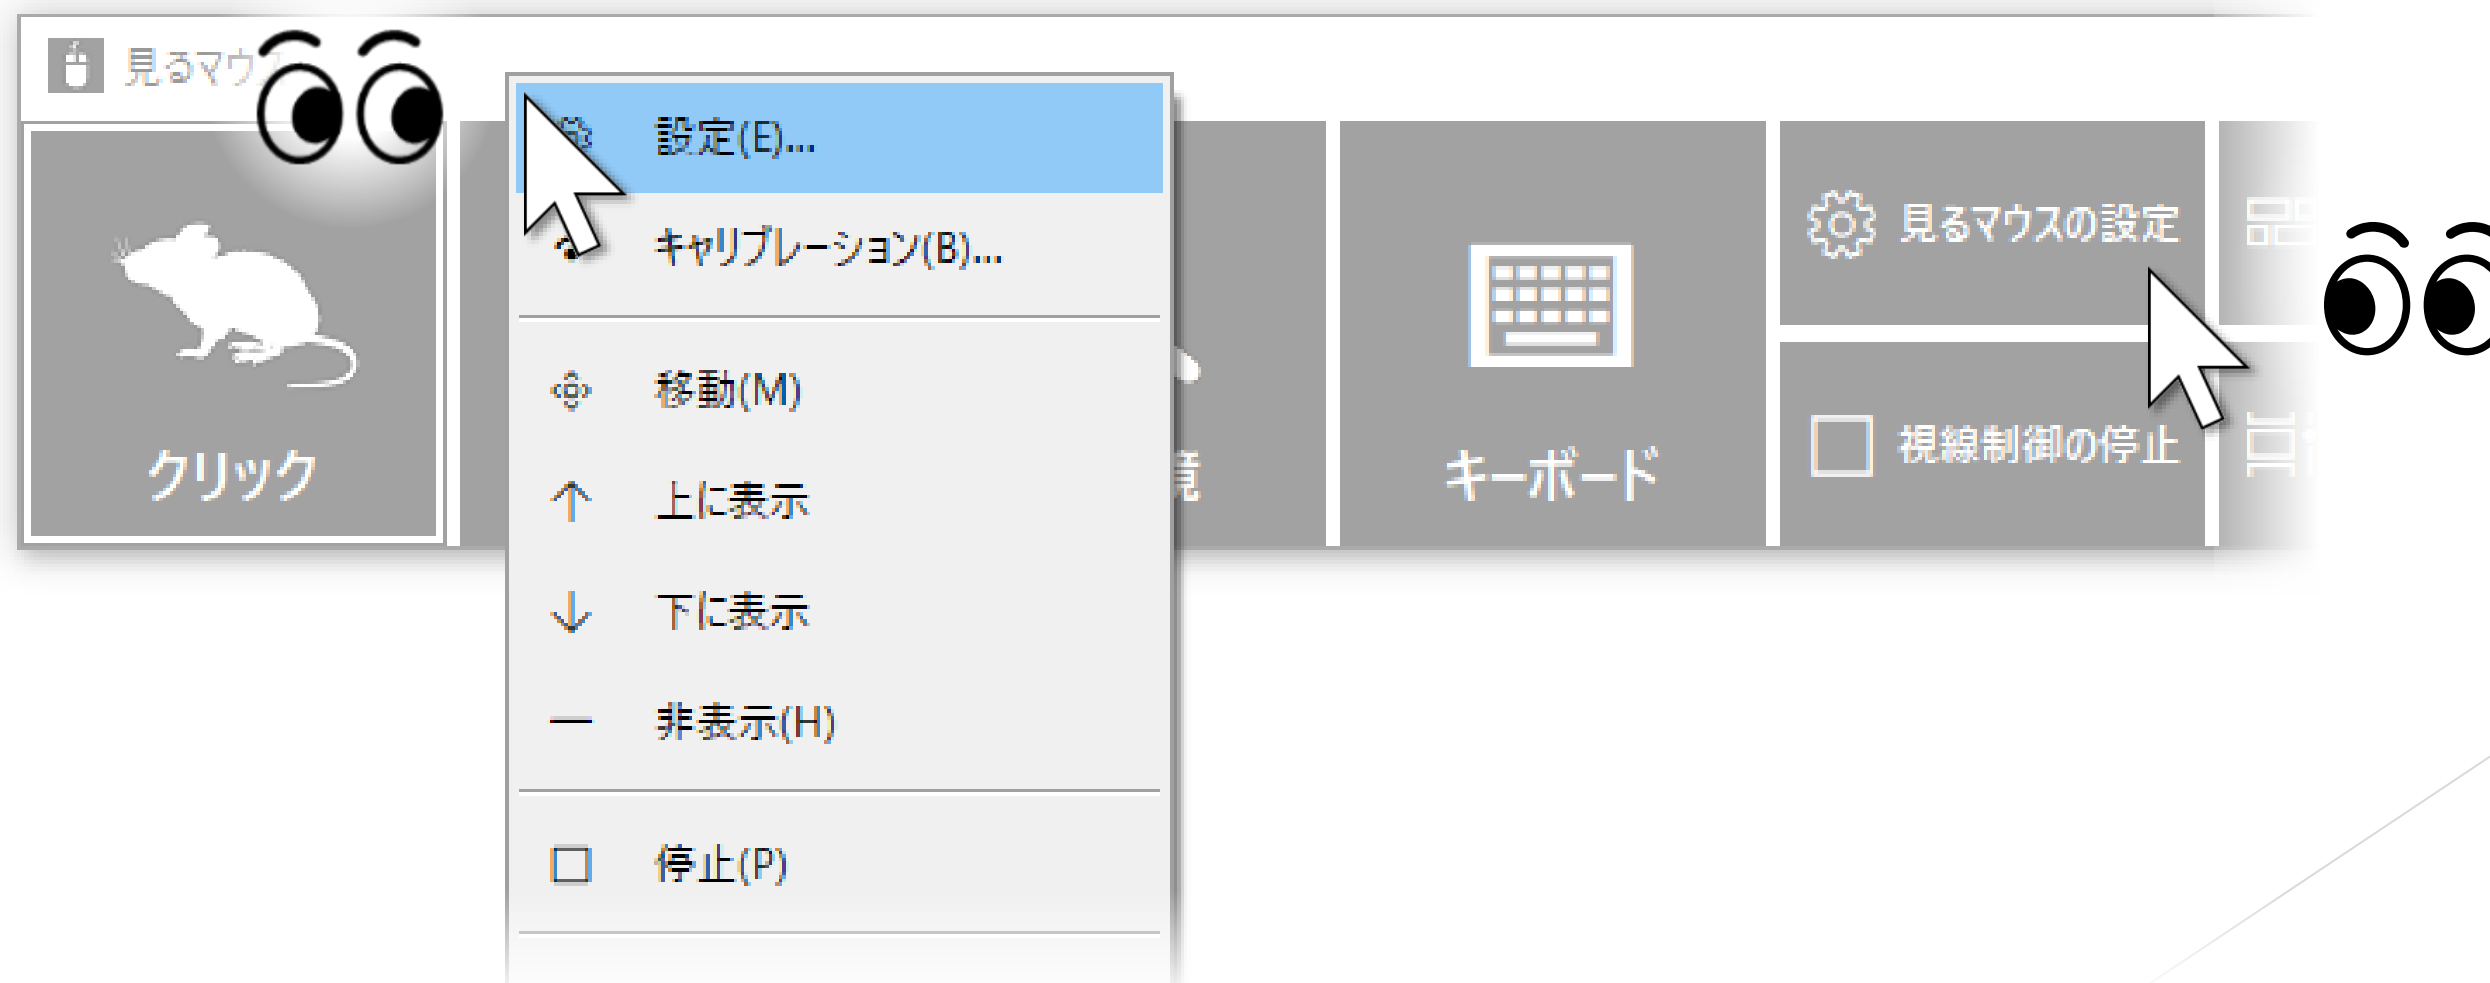 見るマウス
設定(E)...
キャリブレーション(B)...
移動(M)
上に表示
下に表示
非表示(H)
停止(P)
クリック
キーボード
見るマウスの設定
視線制御の停止